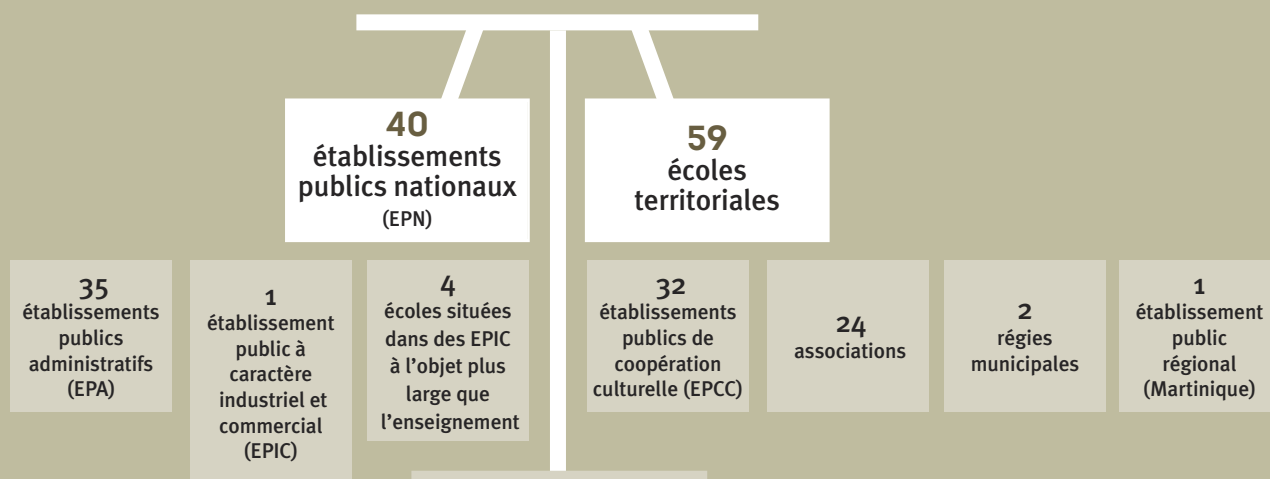 40
établissements
publics nationaux
(EPN)
59
écoles
territoriales
35
établissements
publics
administratifs
(EPA)
1
établissement
public à
caractère
industriel et
commercial
(EPIC)
4
écoles situées
dans des EPIC
à l’objet plus
large que
l’enseignement
32
établissements
publics de
coopération
culturelle (EPCC)
24
associations
2
régies
municipales
1
établissement
public
régional
(Martinique)